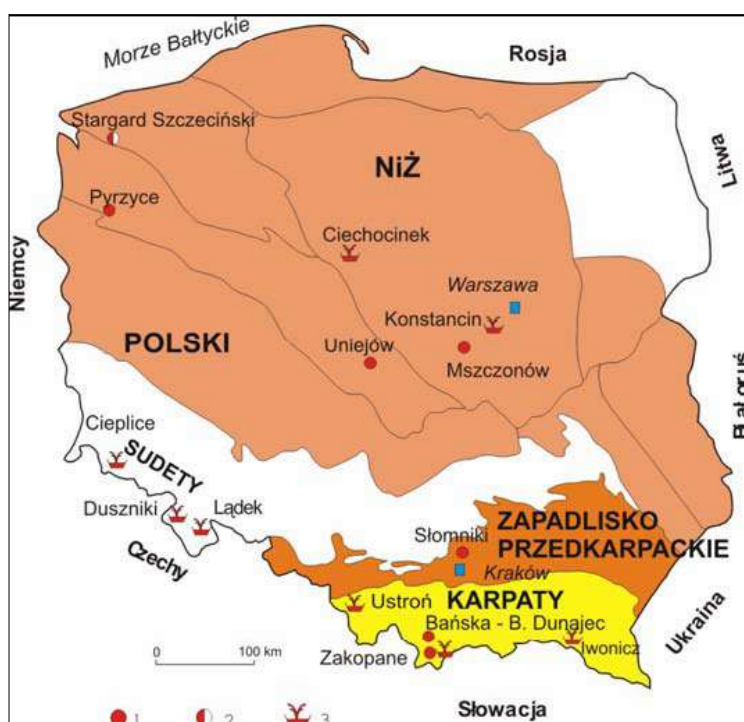 Morze Bałtyckie
Rosja
Litwa
Stargard Szczeciński
NiŻ
Pyrzyce
Ciechocinek
Niemcy
Warszawa
Konstancin
POLSKI
Uniejów
Mszczonów
Cieplice
SUDETY
Duszniki
Lądek
Czechy
ZAPADLISKO
PRZEDKARPACKIE
Słomniki
Kraków
Ukraina
KARPATY
Ustroń
Bańska - B. Dunajec
Iwonicz
Zakopane
0 100 km
Słowacja
1 2 3